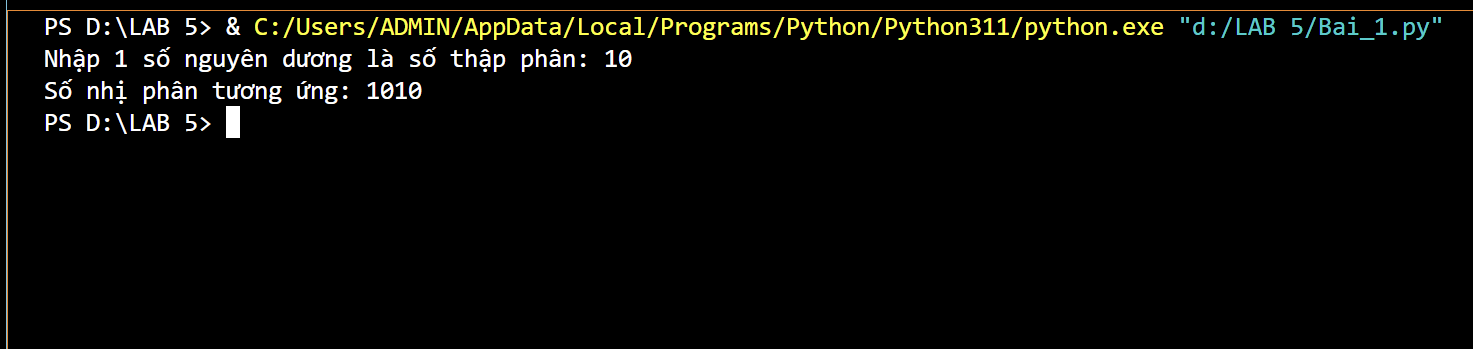 PS D:\LAB 5> & C:/Users/ADMIN/AppData/Local/Programs/Python/Python311/python.exe "d:/LAB 5/Bai_1.py"
Nhập 1 số nguyên dương là số thập phân: 10
Số nhị phân tương ứng: 1010
PS D:\LAB 5>